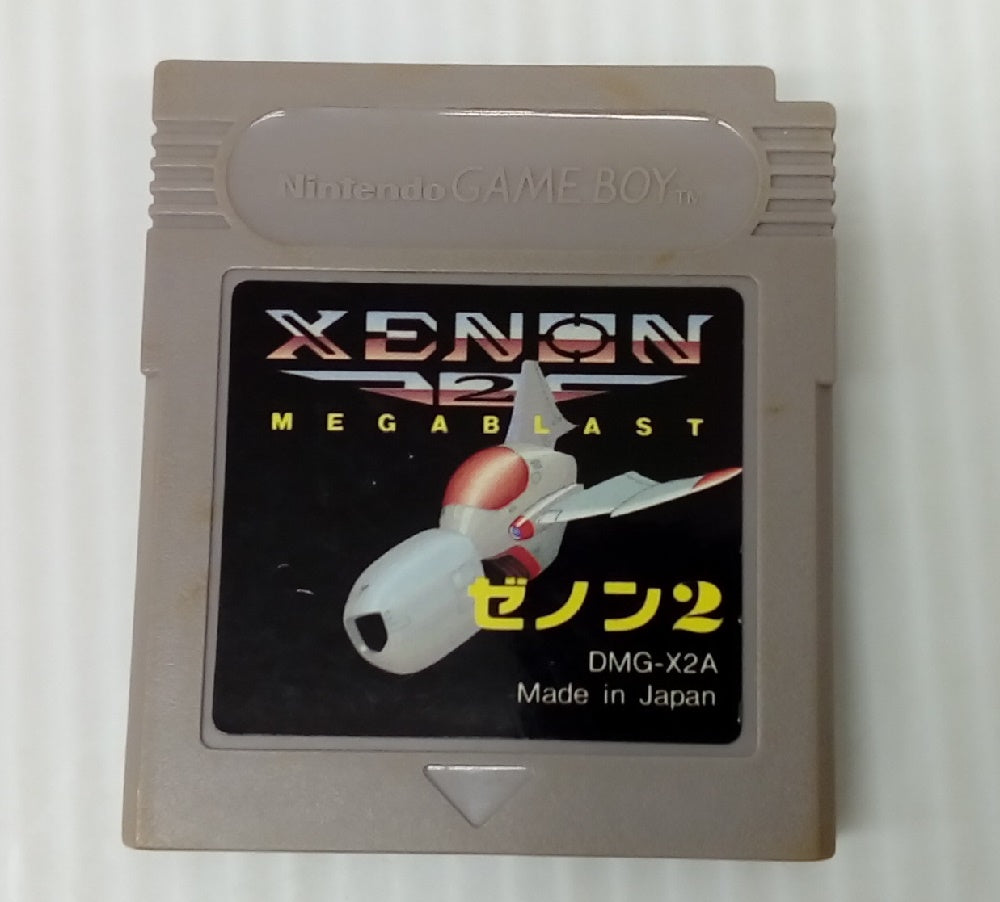 Nintendo GAME BOY TM
XENON
2
MEGABLAST
ゼノン2
DMG-X2A
Made in Japan